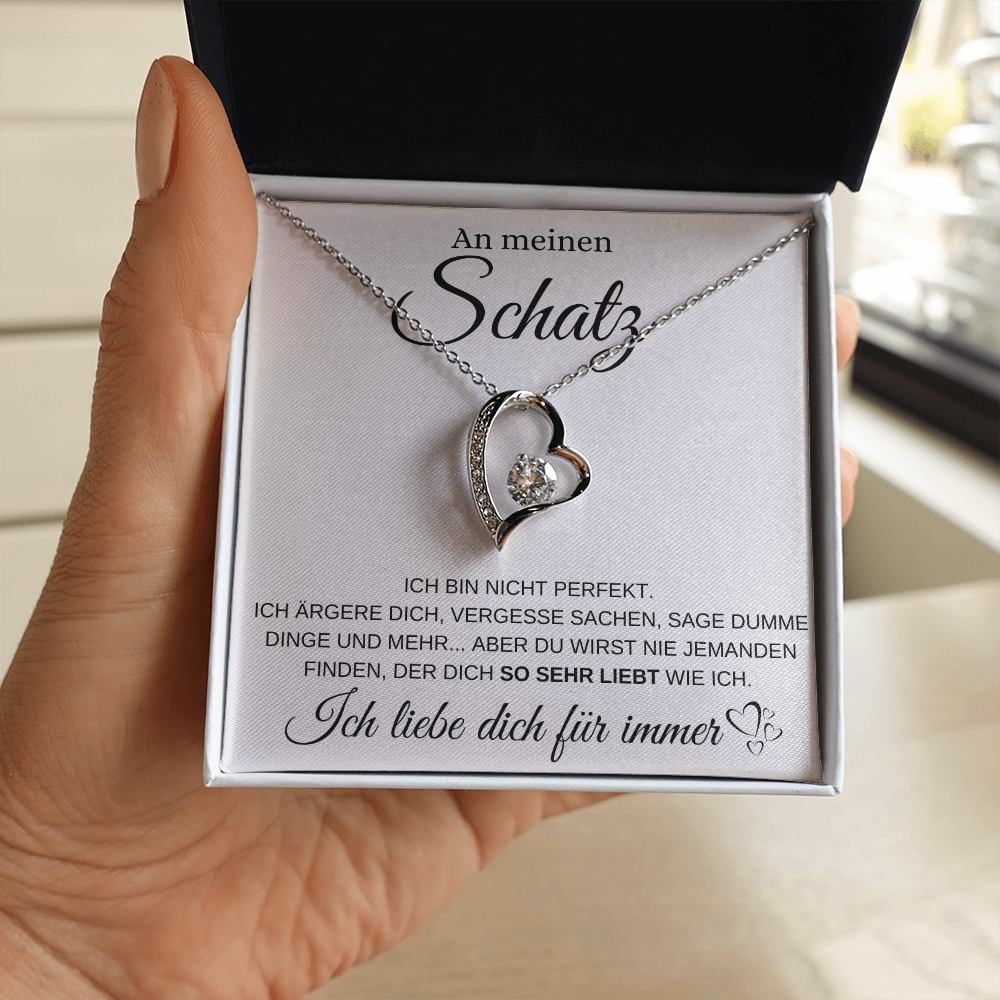 An meinen
Schatz
ICH BIN NICHT PERFEKT.
ICH ÄRGERE DICH, VERGESSE SACHEN, SAGE DUMME
DINGE UND MEHR... ABER DU WIRST NIE JEMANDEN
FINDEN, DER DICH SO SEHR LIEBT WIE ICH.
Ich liebe dich für immer